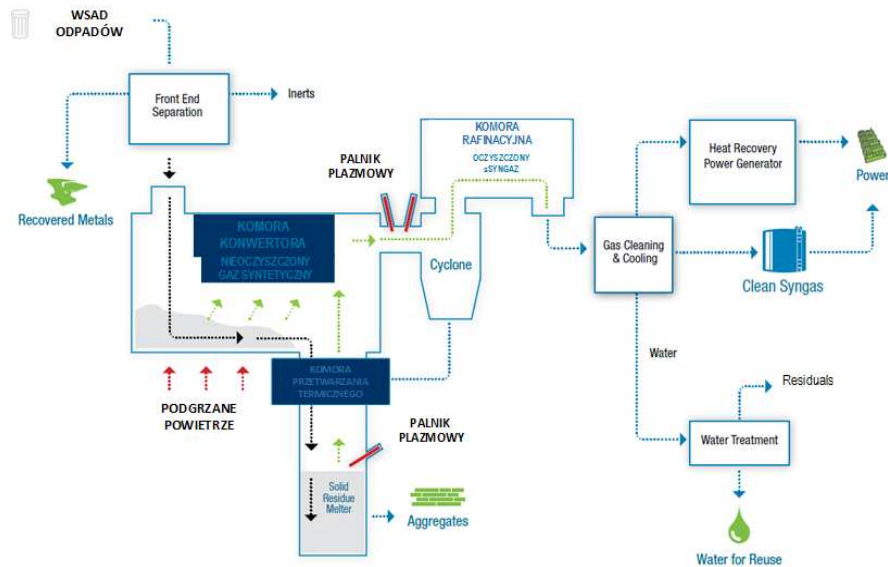 WSAD
ODPADÓW
Front End
Separation
Inerts
Recovered Metals
PALNIK
PLAZMOWY
KOMORA
RAFINACYJNA
OCZYSZCZONY
sSYNGAZ
Heat Recovery
Power Generator
Power
KOMORA
KONWERTORA
NIEOCZYSZCZONY
GAZ SYNTETYCZNY
Cyclone
Gas Cleaning
& Cooling
Clean Syngas
KOMORA
PRZETWARZANIA
TERMICZNEGO
PODGRZANE
POWIETRZE
PALNIK
PLAZMOWY
Solid
Residue
Melter
Aggregates
Water
Residuals
Water Treatment
Water for Reuse